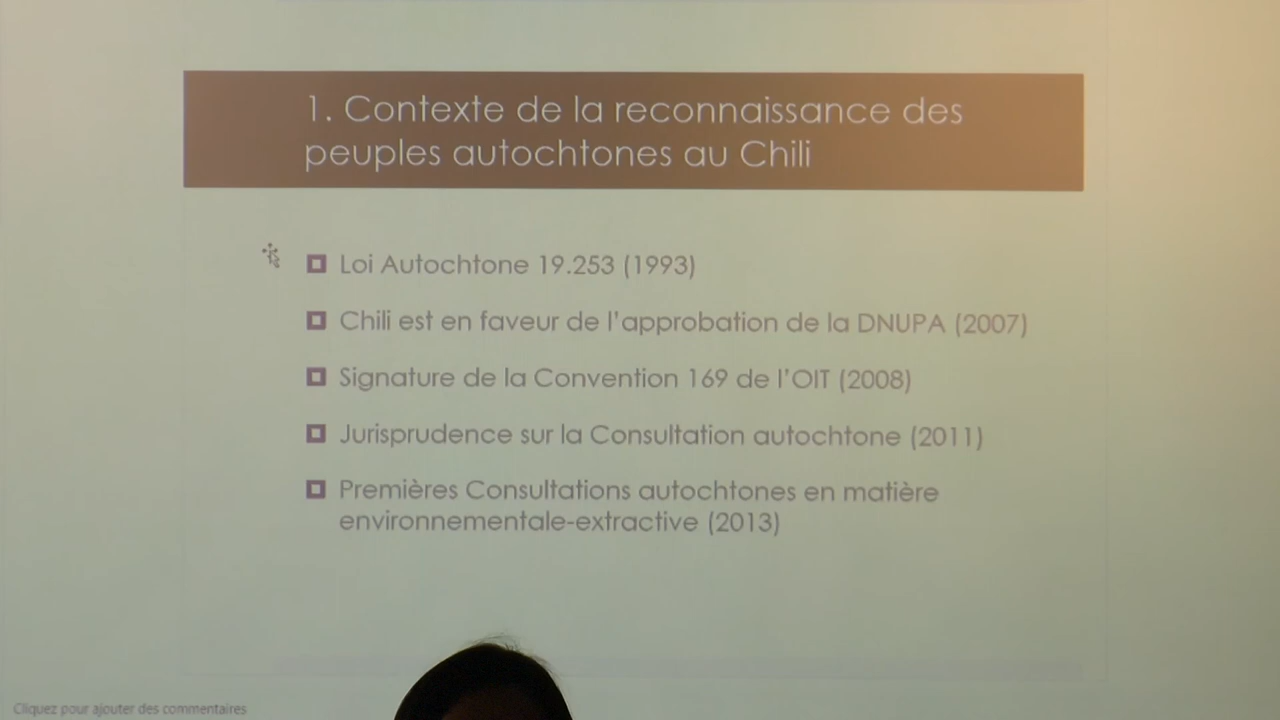 1. Contexte de la reconnaissance des
peuples autochtones au Chili
Loi Autochtone 19.253 (1993)
Chili est en faveur de l'approbation de la DNUPA (2007)
Signature de la Convention 169 de l'OIT (2008)
Jurisprudence sur la Consultation autochtone (2011)
Premières Consultations autochtones en matière
environnementale-extractive (2013)
Cliquez pour ajouter des commentaires